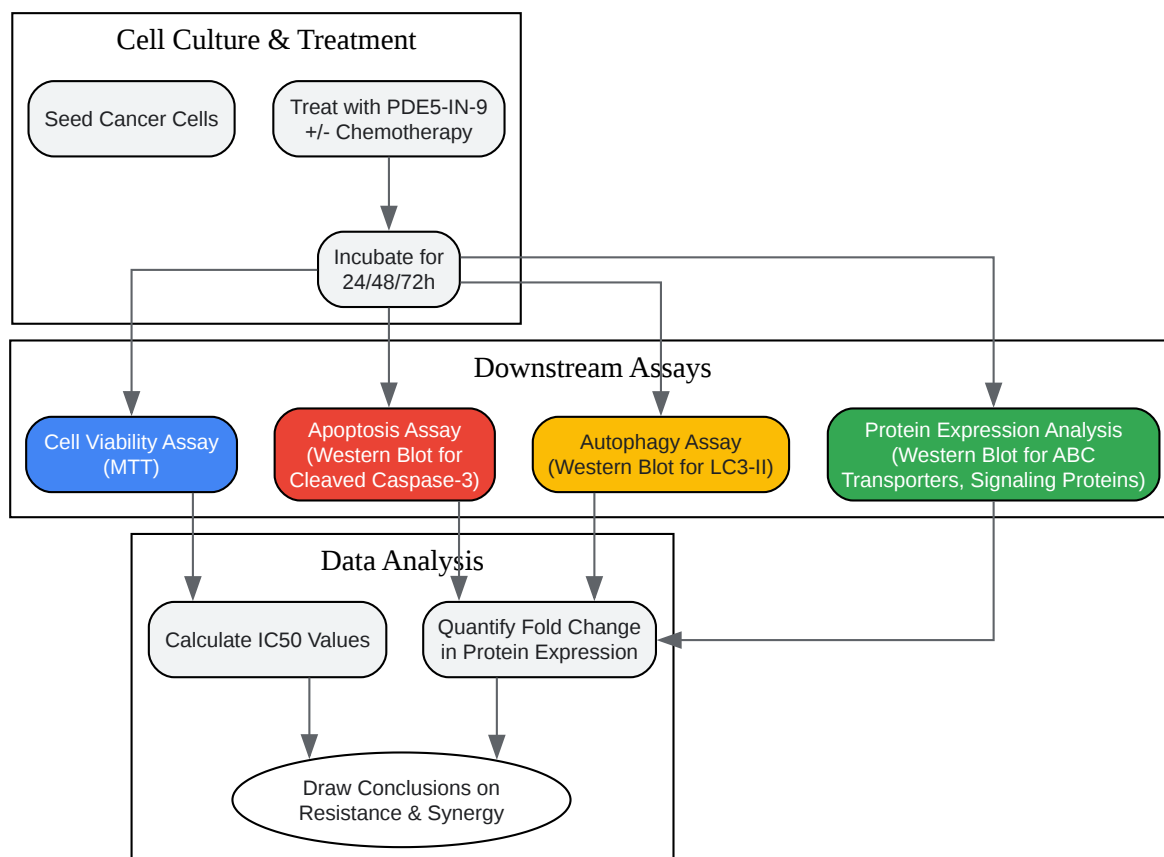 Cell Culture & Treatment
Seed Cancer Cells
Treat with PDE5-IN-9
+/- Chemotherapy
Incubate for
24/48/72h
Downstream Assays
Cell Viability Assay
(MTT)
Apoptosis Assay
(Western Blot for
Cleaved Caspase-3)
Autophagy Assay
(Western Blot for LC3-II)
Protein Expression Analysis
(Western Blot for ABC
Transporters, Signaling Proteins)
Data Analysis
Calculate IC50 Values
Quantify Fold Change
in Protein Expression
Draw Conclusions on
Resistance & Synergy